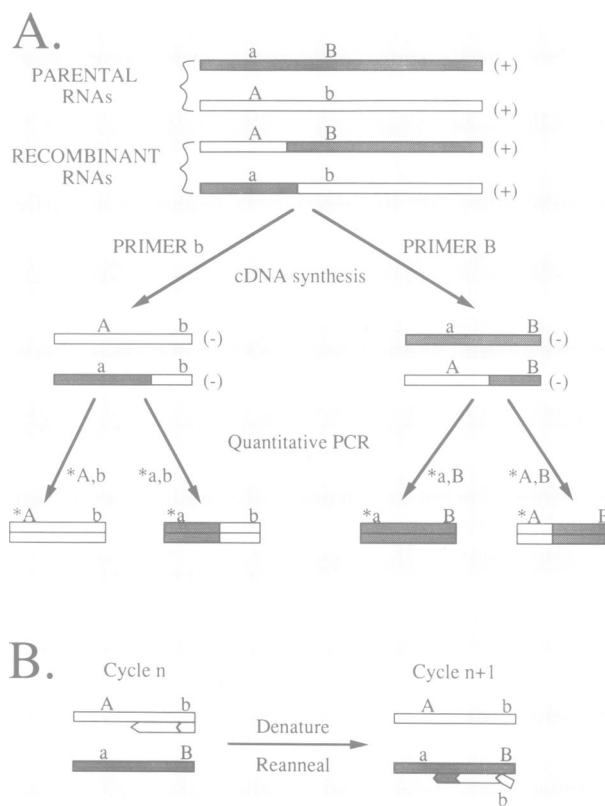 A.
a B
PARENTAL
RNAs
(+)
A b
(+)
A B
RECOMBINANT
RNAs
(+)
a b
(+)
PRIMER b PRIMER B
cDNA synthesis
A b (-) a B (-)
a b (-) A B (-)
Quantitative PCR
*A,b *a,b *a,B *A,B
*A b *a b *a B *A B
B.
Cycle n Cycle n+1
A b A b
Denature
a B a B
Reanneal
b